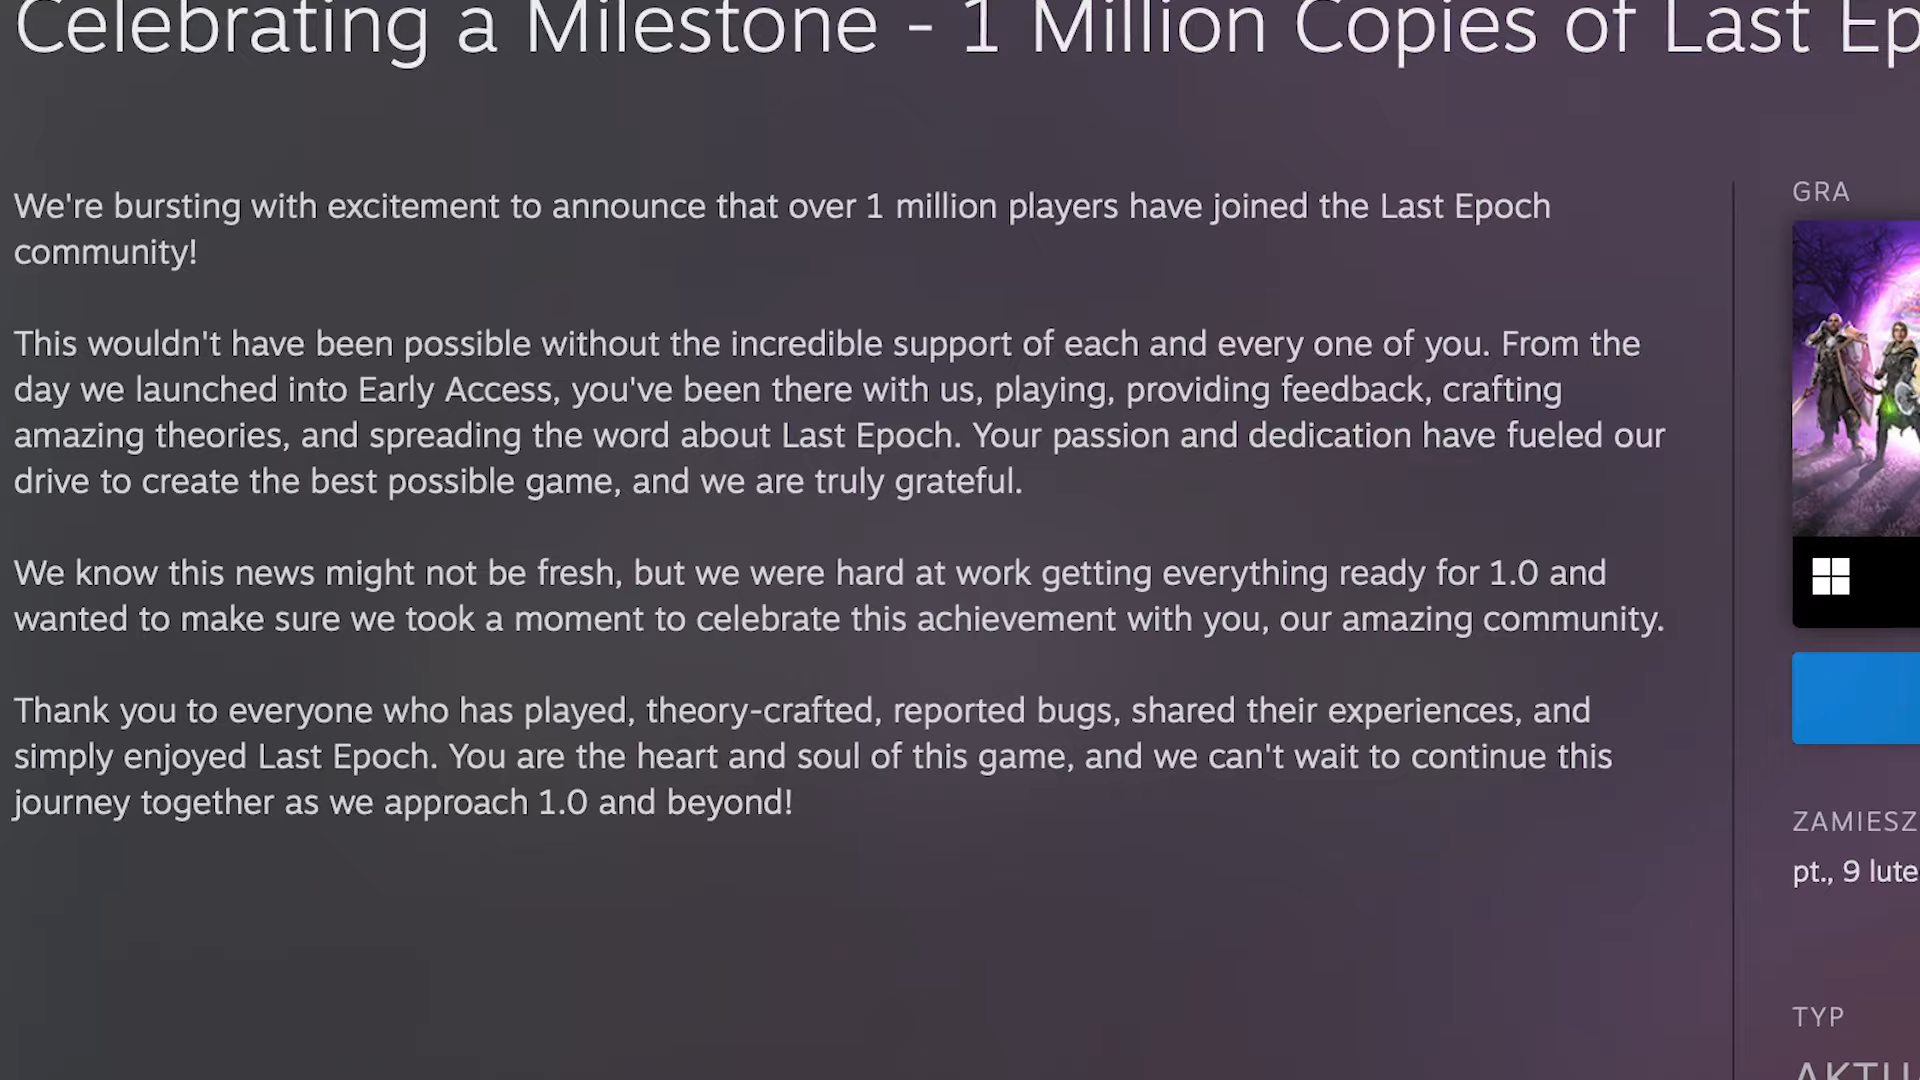 Celebrating a Milestone - 1 Million Copies of Last Ep
We're bursting with excitement to announce that over 1 million players have joined the Last Epoch
community!
This wouldn't have been possible without the incredible support of each and every one of you. From the
day we launched into Early Access, you've been there with us, playing, providing feedback, crafting
amazing theories, and spreading the word about Last Epoch. Your passion and dedication have fueled our
drive to create the best possible game, and we are truly grateful.
We know this news might not be fresh, but we were hard at work getting everything ready for 1.0 and
wanted to make sure we took a moment to celebrate this achievement with you, our amazing community.
Thank you to everyone who has played, theory-crafted, reported bugs, shared their experiences, and
simply enjoyed Last Epoch. You are the heart and soul of this game, and we can't wait to continue this
journey together as we approach 1.0 and beyond!
GRA
ZAMIESZ
pt., 9 lute
TYP
AKTU